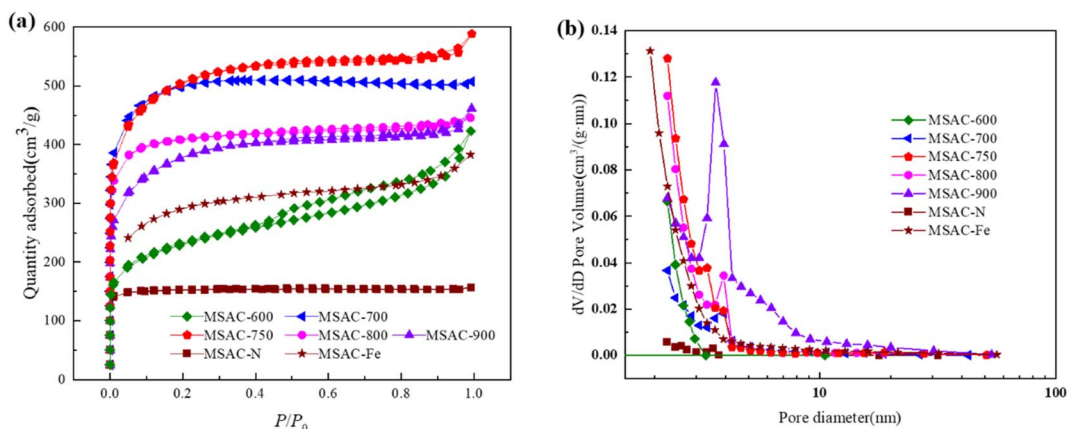 (a)
600
500
400
300
200
100
0
Quantity adsorbed(cm³/g)
0.0 0.2 0.4 0.6 0.8 1.0
P/P₀
MSAC-600 MSAC-700
MSAC-750 MSAC-800 MSAC-900
MSAC-N MSAC-Fe
(b)
0.14
0.12
0.10
0.08
0.06
0.04
0.02
0.00
dV/dD Pore Volume(cm³/(g·nm))
10 100
Pore diameter(nm)
MSAC-600
MSAC-700
MSAC-750
MSAC-800
MSAC-900
MSAC-N
MSAC-Fe